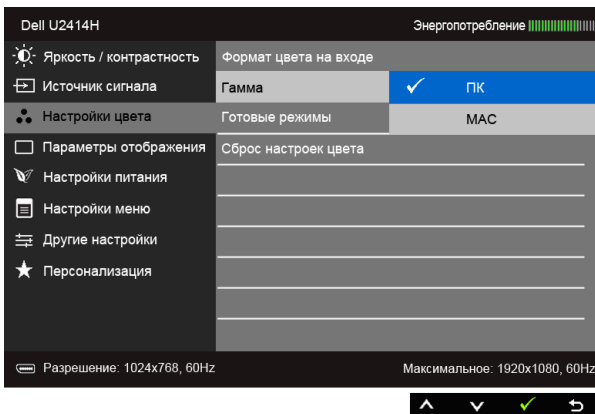 Dell U2414H Энергопотребление
Яркость / контрастность Формат цвета на входе
Источник сигнала Гамма ПК
Настройки цвета Готовые режимы MAC
Параметры отображения Сброс настроек цвета
Настройки питания
Настройки меню
Другие настройки
Персонализация
Разрешение: 1024x768, 60Hz Максимальное: 1920x1080, 60Hz